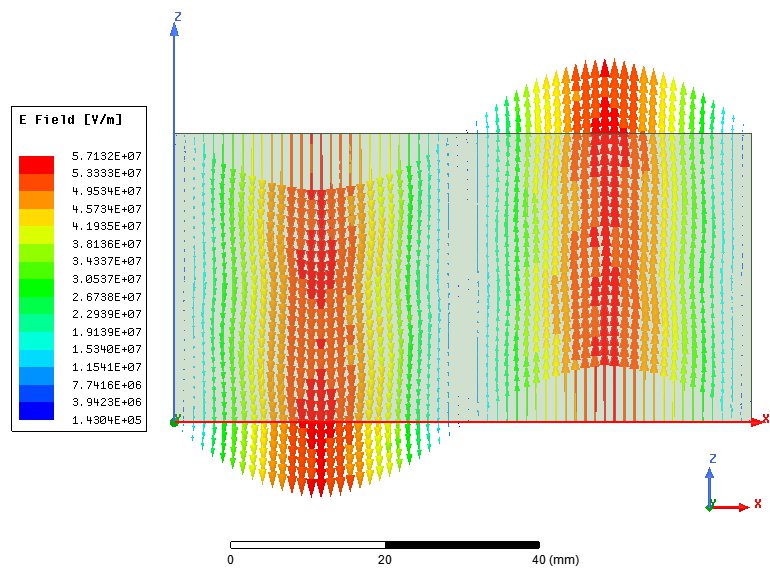 Z
E Field [V/m]
5.7132E+07
5.3333E+07
4.9534E+07
4.5734E+07
4.1935E+07
3.8136E+07
3.4337E+07
3.0537E+07
2.6738E+07
2.2939E+07
1.9139E+07
1.5340E+07
1.1541E+07
7.7416E+06
3.9423E+06
1.4304E+05
Y
X
Z
Y
X
0
20
40 (mm)